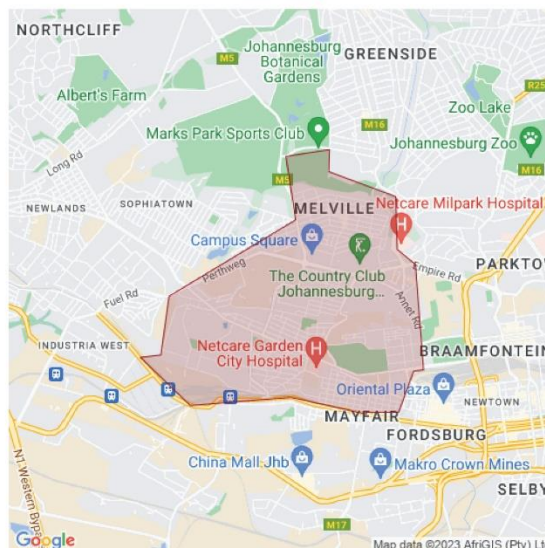 NORTHCLIFF
Johannesburg
Botanical
Gardens
GREENSIDE
M5
R25
Albert's Farm
Zoo Lake
Marks Park Sports Club
M16
Johannesburg Zoo
Long Rd
M5
M16
NEWLANDS
SOPHIATOWN
MELVILLE
Netcare Milpark Hospital
Campus Square
Perthweg
The Country Club
Johannesburg...
Empire Rd
PARKTO
Fuel Rd
Annet Rd
INDUSTRIA WEST
Netcare Garden
City Hospital
BRAAMFONTEIN
Oriental Plaza
NEWTOWN
MAYFAIR
FORDSBURG
N1 Western Bypa
China Mall Jhb
Makro Crown Mines
SELBY
M17
Google
Map data ©2023 AfriGIS (Pty) Lt